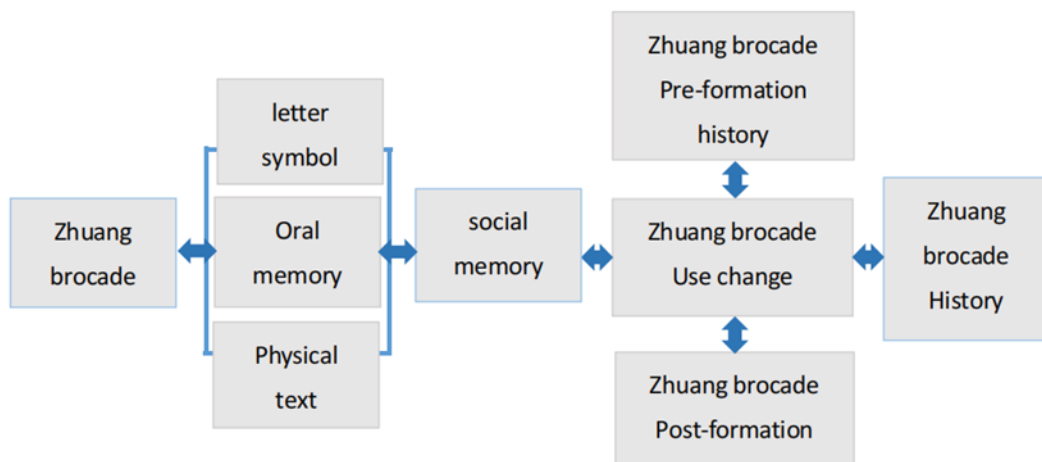 Zhuang
brocade
letter
symbol
Oral
memory
Physical
text
social
memory
Zhuang brocade
Pre-formation
history
Zhuang brocade
Use change
Zhuang brocade
Post-formation
Zhuang
brocade
History